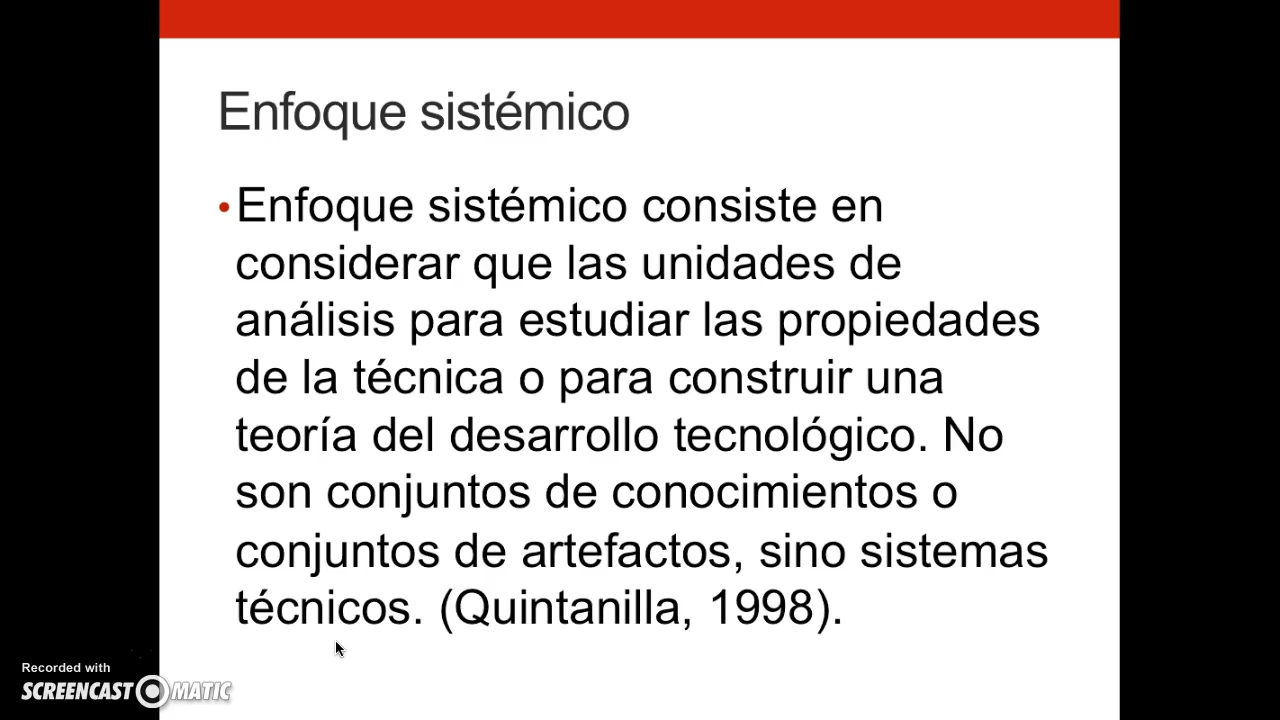 Enfoque sistémico
•Enfoque sistémico consiste en
considerar que las unidades de
análisis para estudiar las propiedades
de la técnica o para construir una
teoría del desarrollo tecnológico. No
son conjuntos de conocimientos o
conjuntos de artefactos, sino sistemas
técnicos. (Quintanilla, 1998).
Recorded with
SCREENCAST MATIC